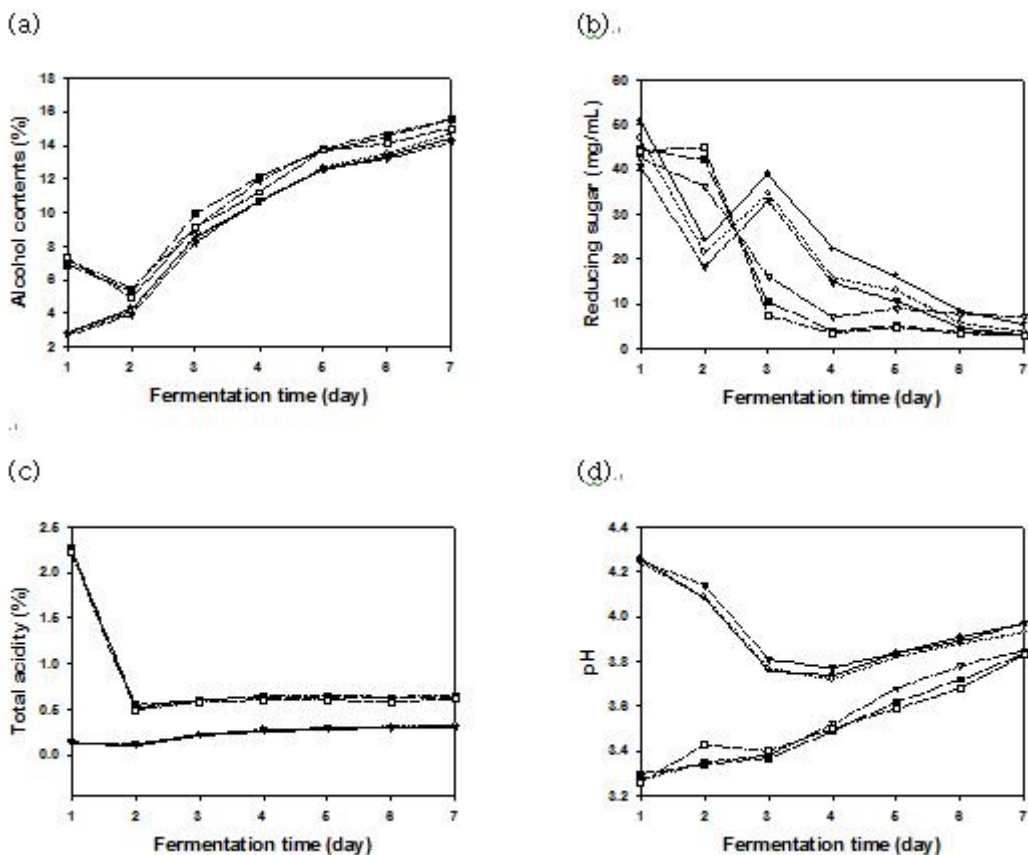 (a)
(b)
Alcohol contents (%)
18
16
14
12
10
8
6
4
2
1 2 3 4 5 6 7
Fermentation time (day)
Reducing sugar (mg/mL)
60
50
40
30
20
10
0
1 2 3 4 5 6 7
Fermentation time (day)
(c)
(d)
Total acidity (%)
2.5
2.0
1.5
1.0
0.5
0.0
1 2 3 4 5 6 7
Fermentation time (day)
pH
4.4
4.2
4.0
3.8
3.6
3.4
3.2
1 2 3 4 5 6 7
Fermentation time (day)